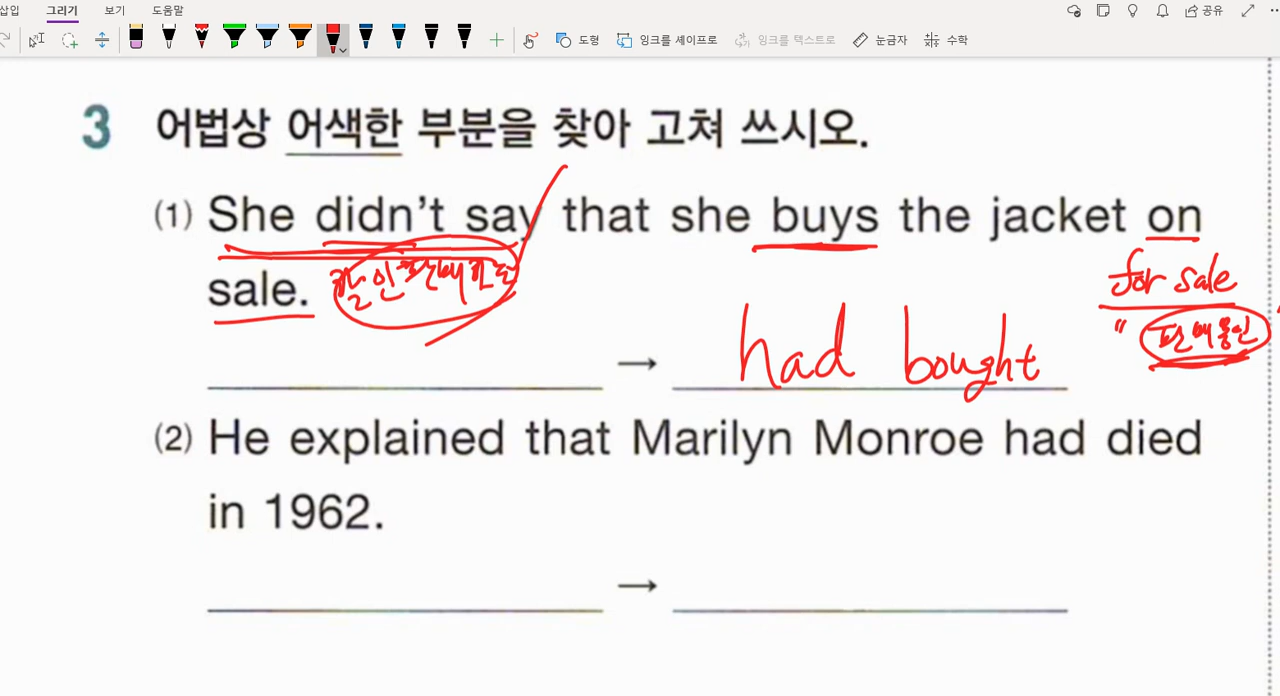 삽입 그리기 보기 도움말 공유
도형 잉크를 셰이프로 잉크를 텍스트로 눈금자 수학
3 어법상 어색한 부분을 찾아 고쳐 쓰시오.
(1) She didn't say that she buys the jacket on
sale. 할인판매가로
for sale
" 판매용인
→ had bought
(2) He explained that Marilyn Monroe had died
in 1962.
→